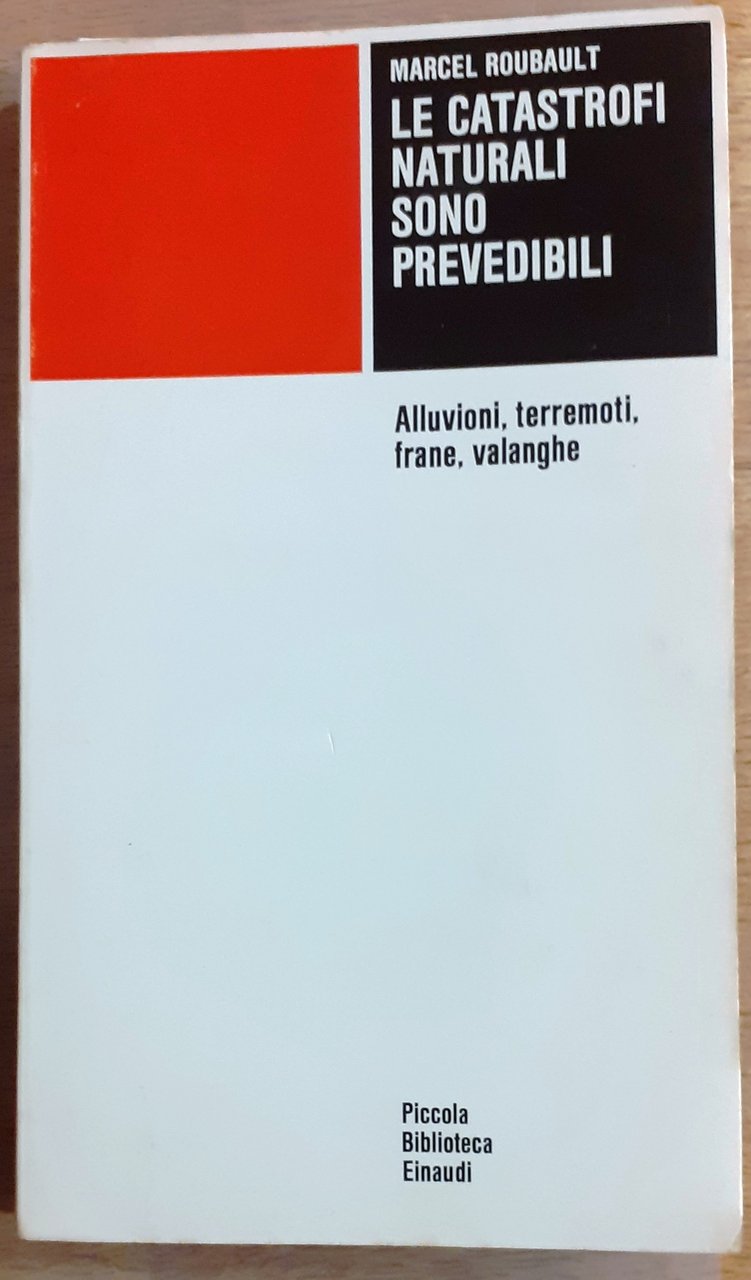 MARCEL ROUBAULT
LE CATASTROFI
NATURALI
SONO
PREVEDIBILI
Alluvioni, terremoti,
frane, valanghe
Piccola
Biblioteca
Einaudi